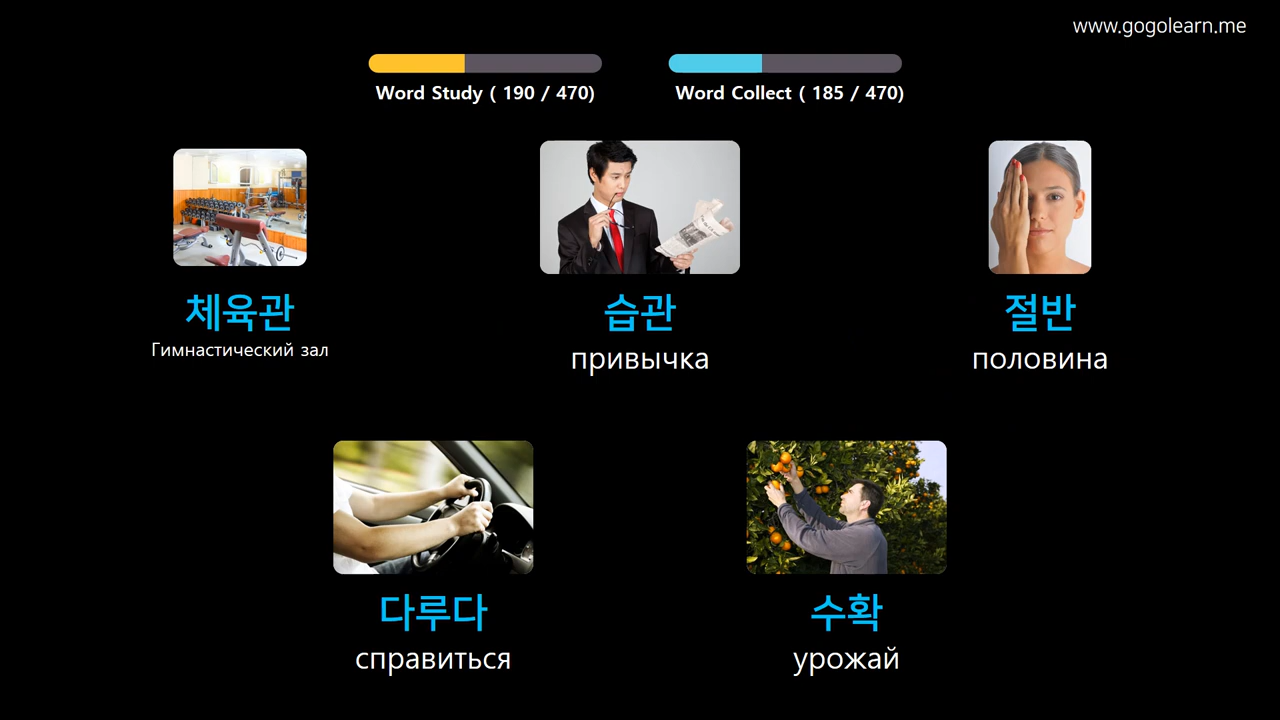 www.gogolearn.me
Word Study ( 190 / 470)
Word Collect ( 185 / 470)
체육관
Гимнастический зал
습관
привычка
절반
половина
다루다
справиться
수확
урожай